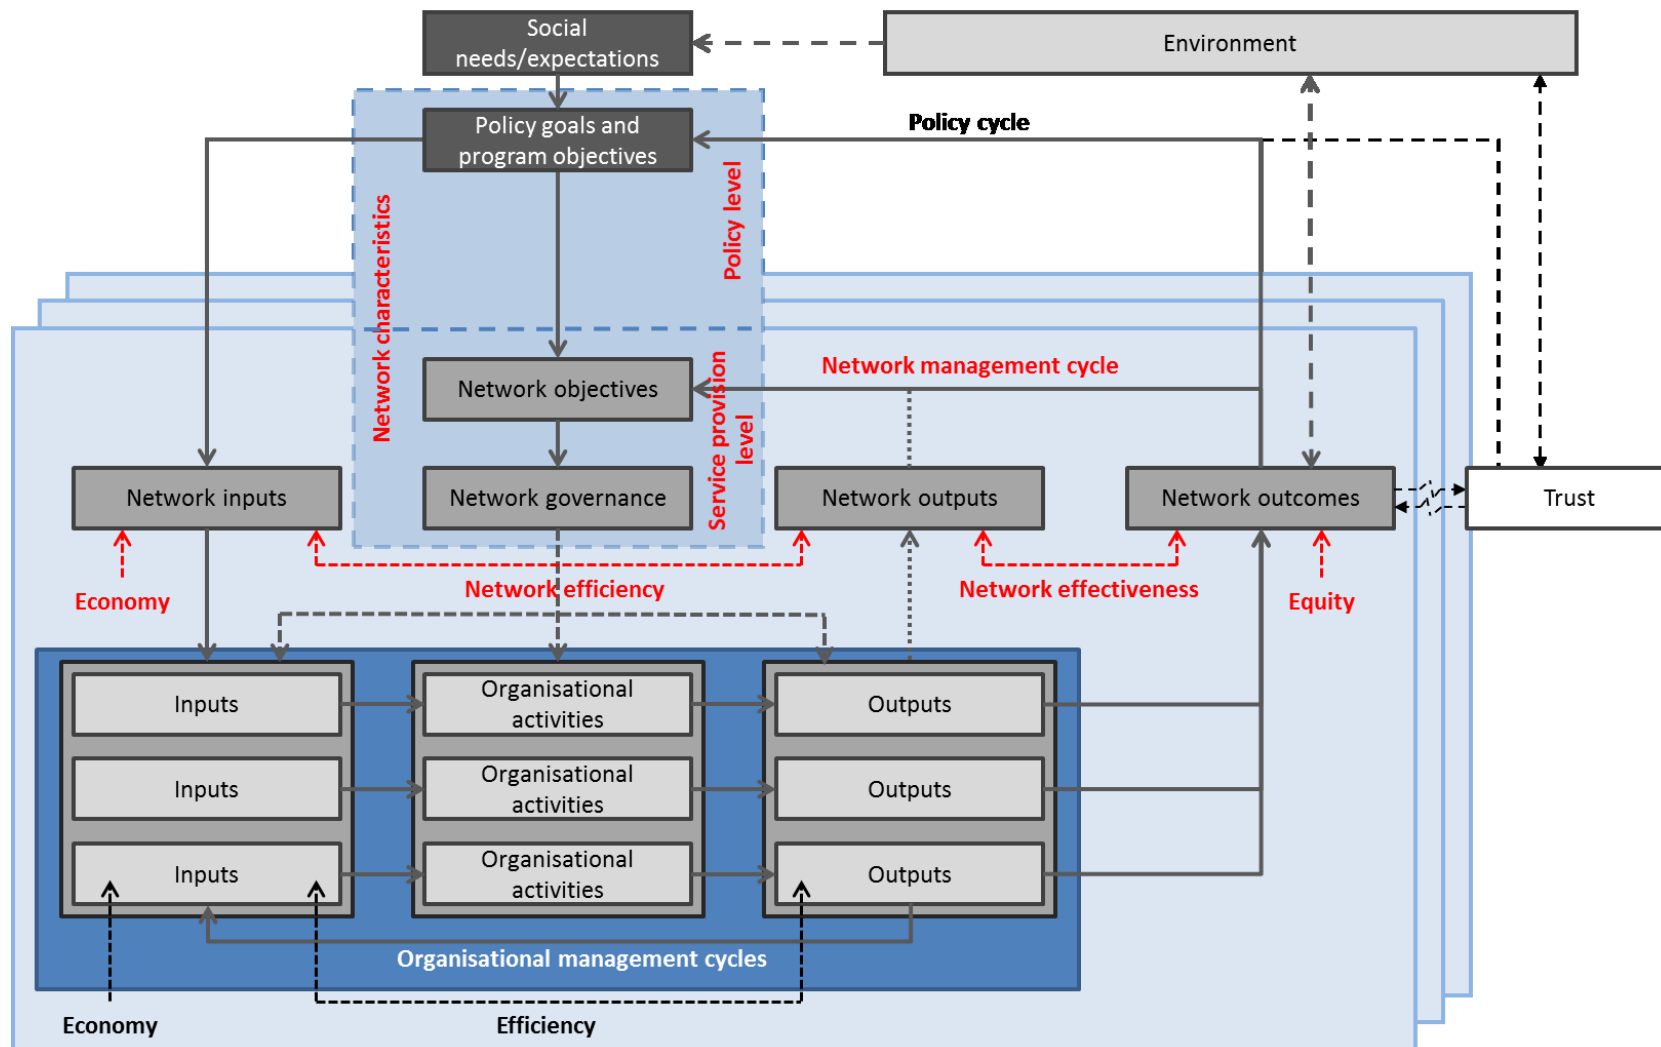 Social
needs/expectations
Environment
Policy goals and
program objectives
Policy cycle
Network characteristics
Policy level
Network objectives
Network management cycle
Service provision
level
Network inputs
Network governance
Network outputs
Network outcomes
Trust
Economy
Network efficiency
Network effectiveness
Equity
Inputs
Organisational
activities
Outputs
Inputs
Organisational
activities
Outputs
Inputs
Organisational
activities
Outputs
Organisational management cycles
Economy
Efficiency